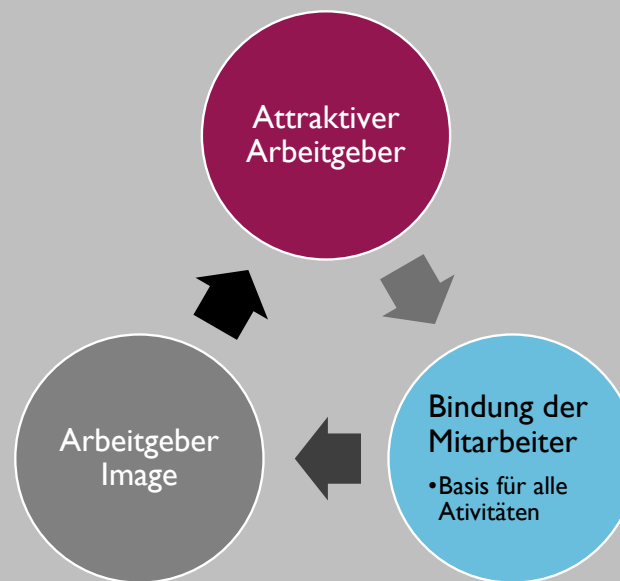 Attraktiver
Arbeitgeber
Bindung der
Mitarbeiter
•Basis für alle
Ativitäten
Arbeitgeber
Image